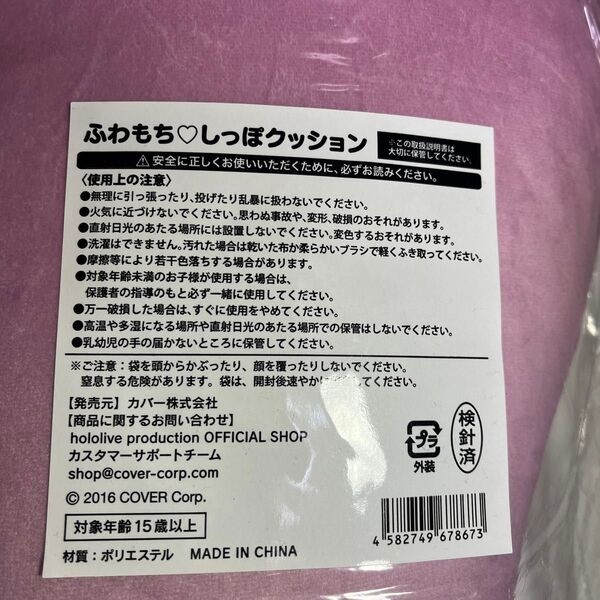 ふわもち♡しっぽクッション
※この取扱説明書は
大切に保管してください。
⚠安全に正しくお使いいただくために、必ずお読みください。
〈使用上の注意〉
●無理に引っ張ったり、投げたり乱暴に扱わないでください。
●火気に近づけないでください。思わぬ事故や、変形、破損のおそれがあります。
●直射日光のあたる場所には設置しないでください。変色するおそれがあります。
●洗濯はできません。汚れた場合は乾いた布か柔らかいブラシで軽くふき取ってください。
●摩擦等により若干色落ちする場合があります。
●対象年齢未満のお子様が使用する場合は、
保護者の指導のもと必ず一緒に使用してください。
●万一破損した場合は、すぐに使用をやめてください。
●高温や多湿になる場所や直射日光のあたる場所での保管はしないでください。
●乳幼児の手の届かないところに保管してください。
※ご注意：袋を頭からかぶったり、顔を覆ったりしないでください。
窒息する危険があります。袋は、開封後速やかに
てください。
【発売元】カバー株式会社
【商品に関するお問い合わせ】
hololive production OFFICIAL SHOP
カスタマーサポートチーム
shop@cover-corp.com
© 2016 COVER Corp.
対象年齢15歳以上
材質：ポリエステル MADE IN CHINA
プラ
外装
検針済
4 582749 678673